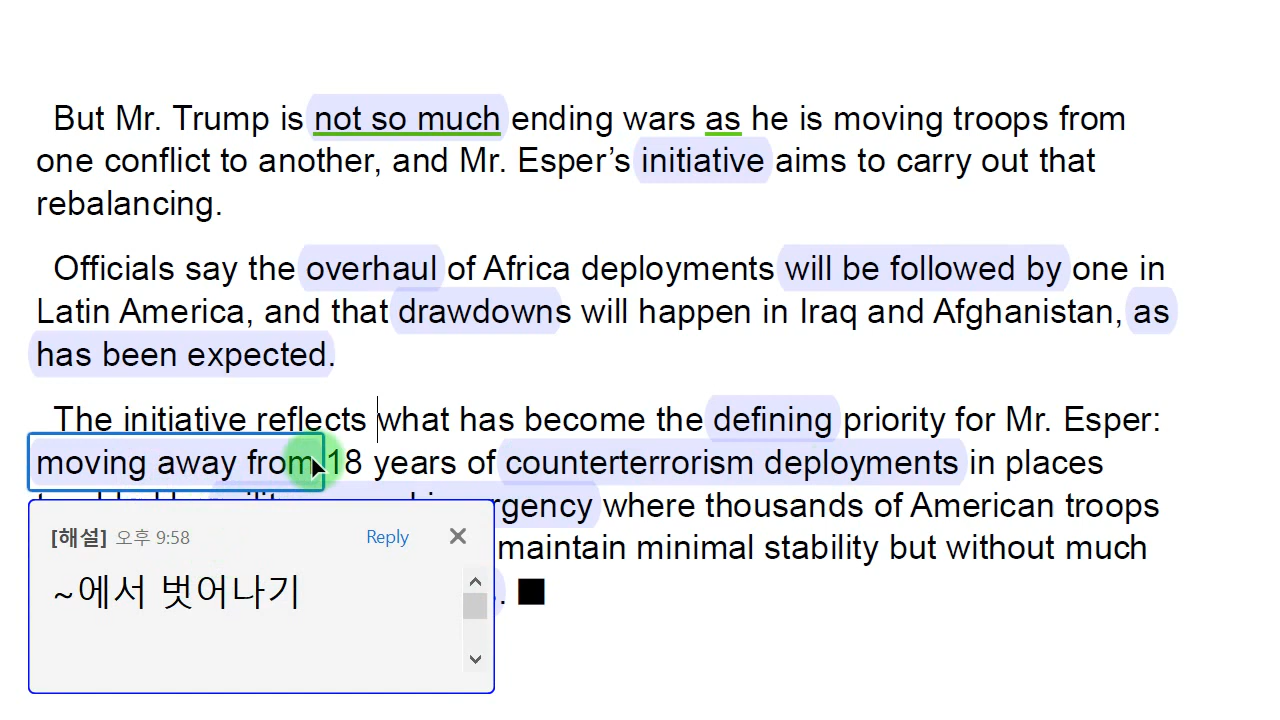 But Mr. Trump is not so much ending wars as he is moving troops from
one conflict to another, and Mr. Esper’s initiative aims to carry out that
rebalancing.
Officials say the overhaul of Africa deployments will be followed by one in
Latin America, and that drawdowns will happen in Iraq and Afghanistan, as
has been expected.
The initiative reflects what has become the defining priority for Mr. Esper:
moving away from 18 years of counterterrorism deployments in places
where thousands of American troops
maintain minimal stability but without much
. ■
[해설] 오후 9:58 Reply
~에서 벗어나기